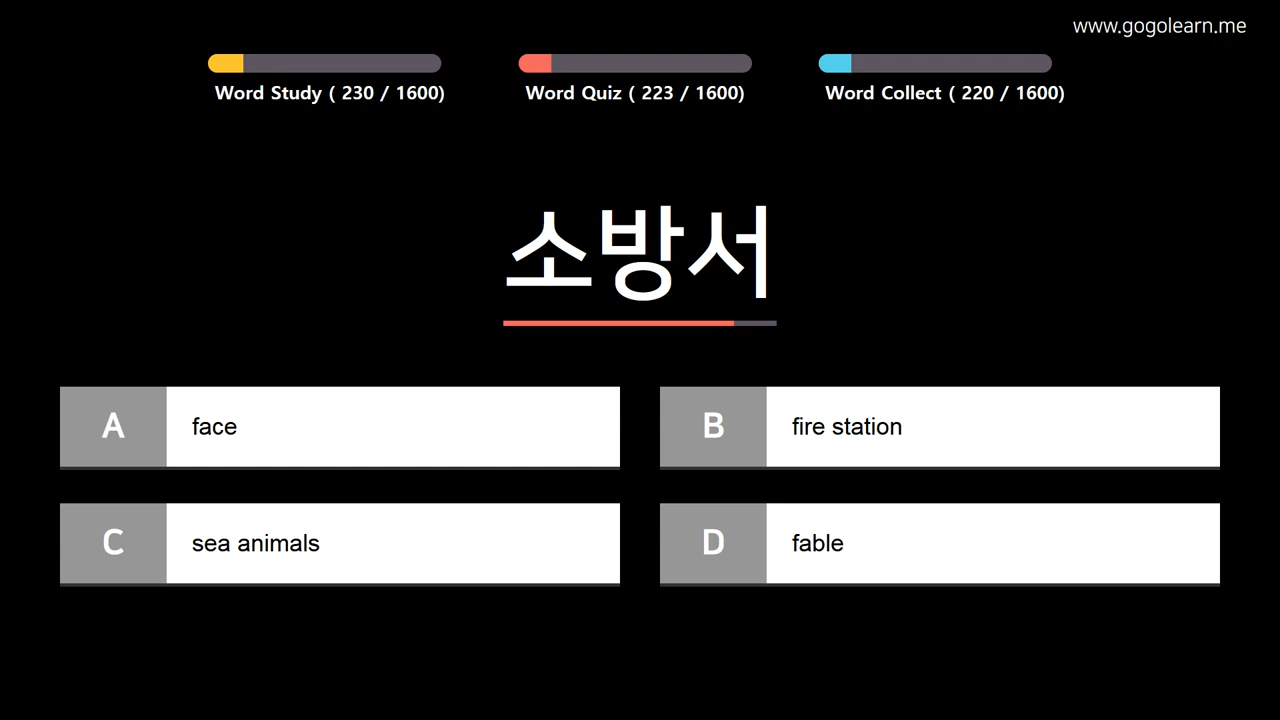 www.gogolearn.me
Word Study ( 230 / 1600)
Word Quiz ( 223 / 1600)
Word Collect ( 220 / 1600)
소방서
A face
B fire station
C sea animals
D fable